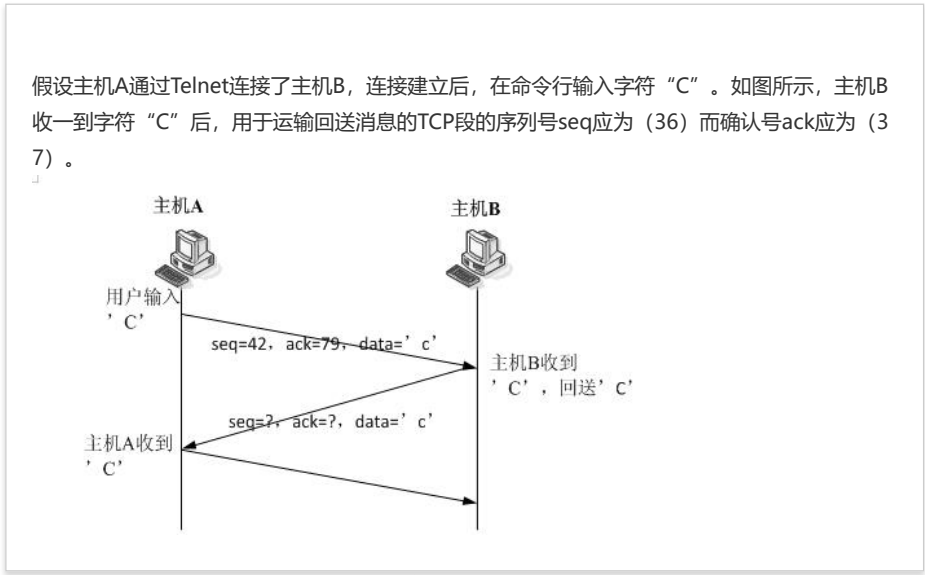 假设主机A通过Telnet连接了主机B，连接建立后，在命令行输入字符“C”。如图所示，主机B
收一到字符“C”后，用于运输回送消息的TCP段的序列号seq应为（36）而确认号ack应为（3
7）。
主机A
主机B
用户输入
’C’
seq=42，ack=79，data=’c’
主机B收到
’C’，回送’C’
seq=?，ack=?，data=’c’
主机A收到
’C’